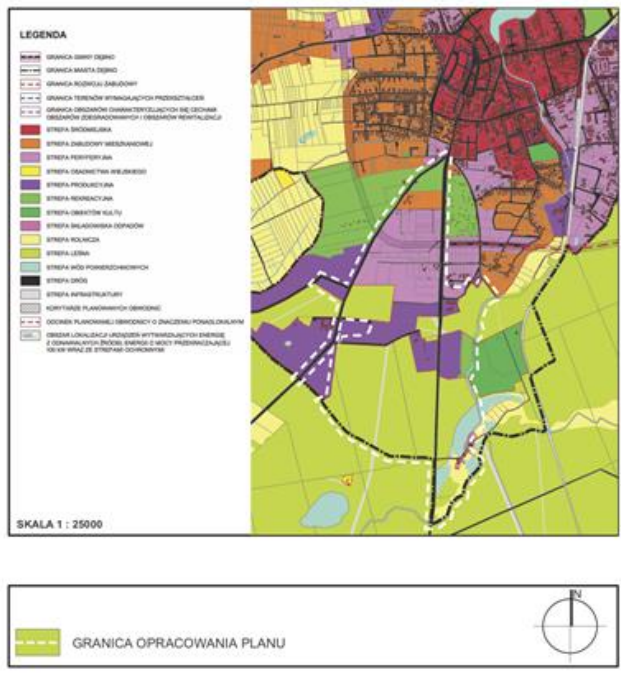 LEGENDA
GRANICA GMINY DĘBNO
GRANICA MIASTA DĘBNO
GRANICA ROZWOJU ZABUDOWY
GRANICA TERENÓW WYMAGAJĄCYCH PRZEKSZTAŁCEŃ
GRANICA OBSZARÓW CHARAKTERYZUJĄCYCH SIĘ CECHAMI
OBSZARÓW ZDEGRADOWANYCH I OBSZARÓW REWITALIZACJI
STREFA ŚRÓDMIEJSKA
STREFA ZABUDOWY MIESZKANIOWEJ
STREFA PERYFERYJNA
STREFA OSADNICTWA WIEJSKIEGO
STREFA PRODUKCYJNA
STREFA REKREACYJNA
STREFA OBIEKTÓW KULTU
STREFA SKŁADOWISKA ODPADÓW
STREFA ROLNICZA
STREFA LEŚNA
STREFA WÓD POWIERZCHNIOWYCH
STREFA DRÓG
STREFA INFRASTRUKTURY
KORYTARZE PLANOWANYCH OBWODNIC
ODCINEK PLANOWANEJ OBWODNICY O ZNACZENIU PONADLOKALNYM
OBSZAR LOKALIZACJI URZĄDZEŃ WYTWARZAJĄCYCH ENERGIĘ
Z ODNAWIALNYCH ŹRÓDEŁ ENERGII O MOCY PRZEKRACZAJĄCEJ
100 kW WRAZ ZE STREFAMI OCHRONNYMI
SKALA 1 : 25000
N
GRANICA OPRACOWANIA PLANU